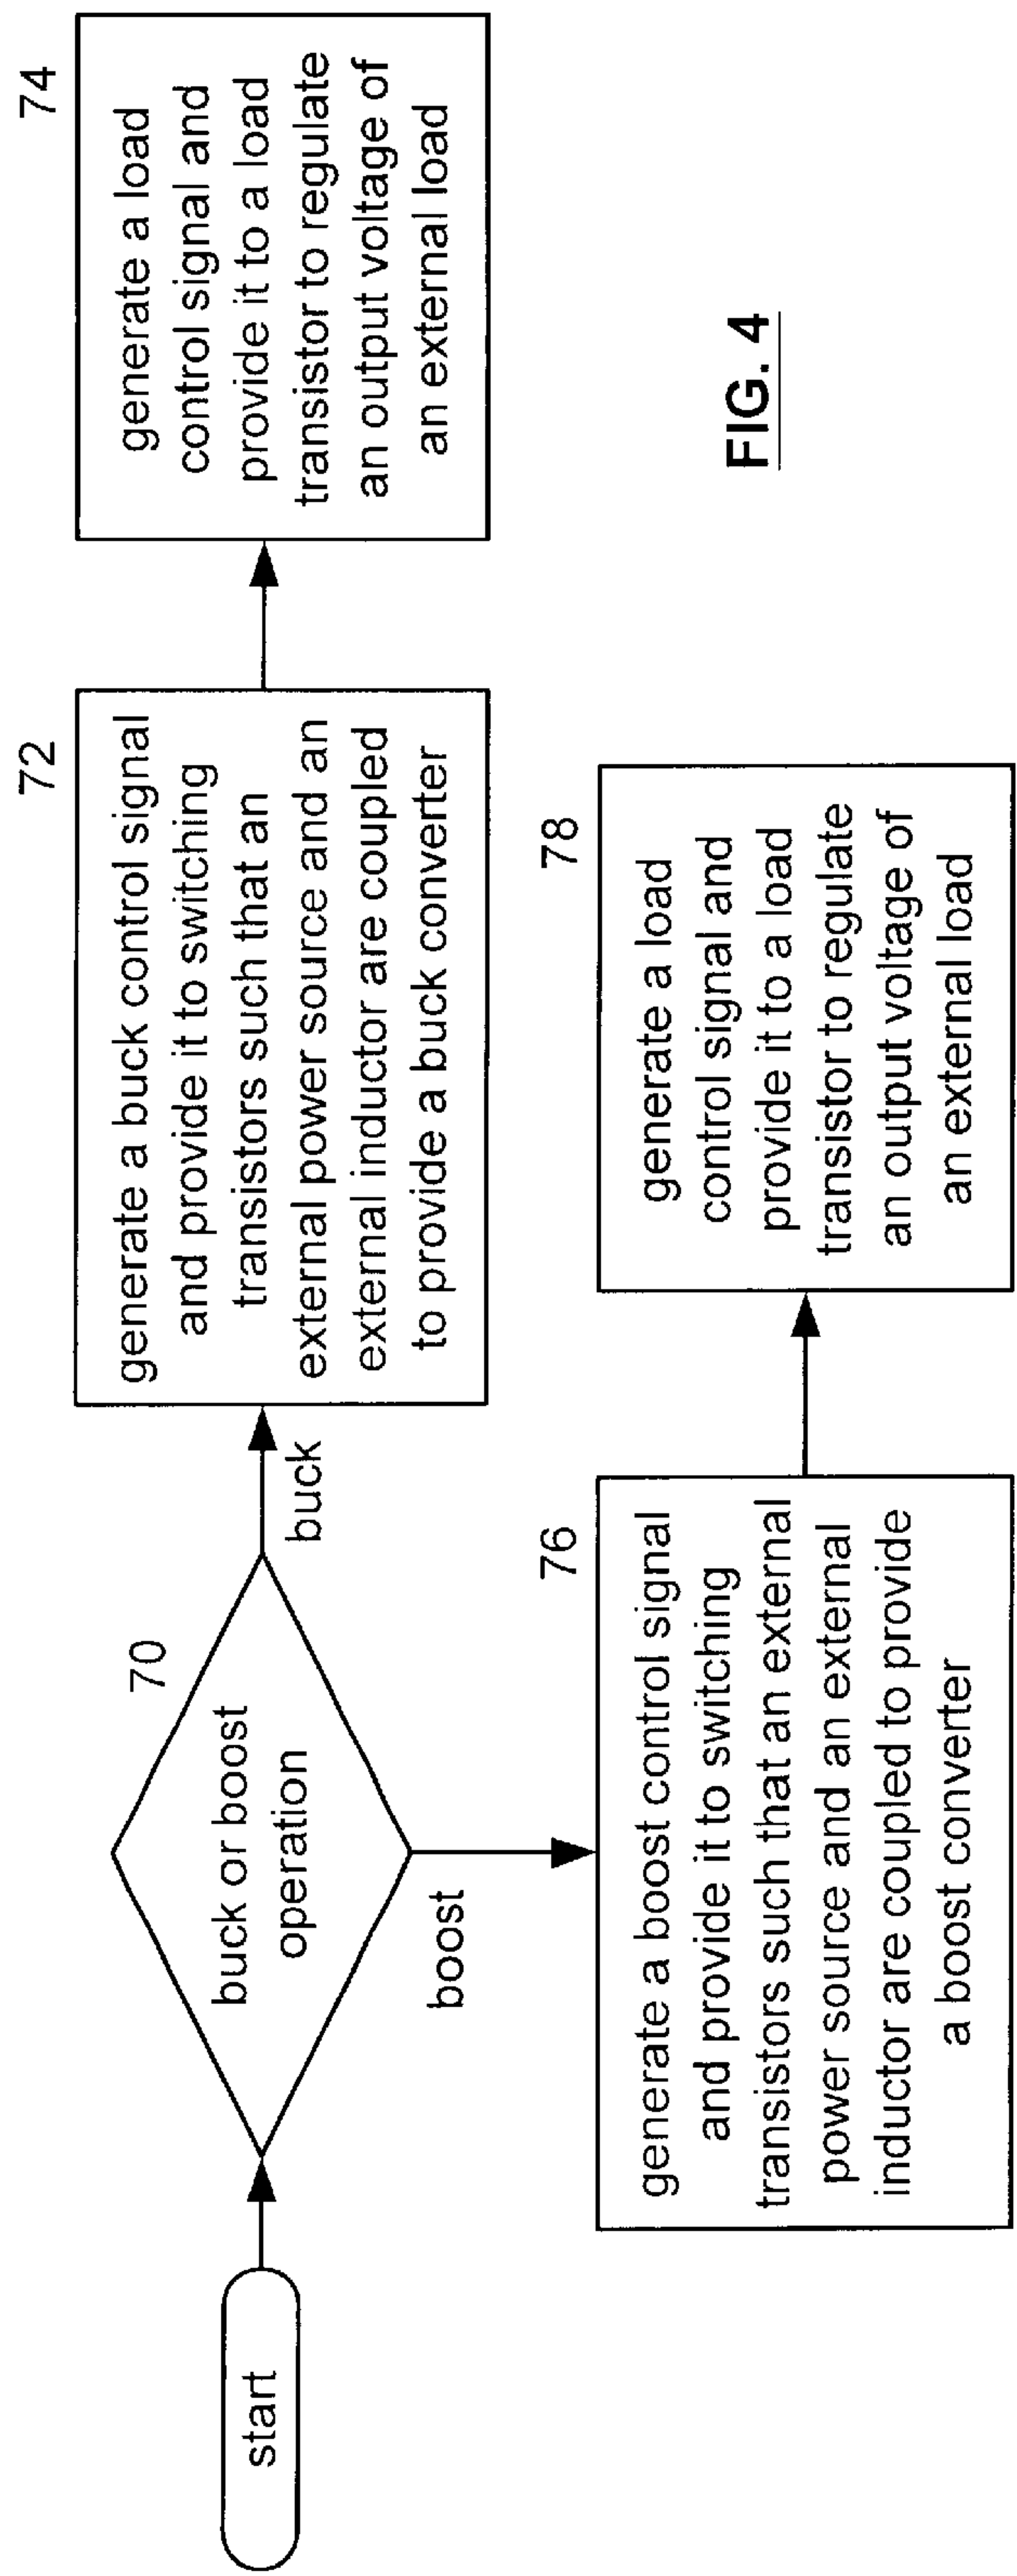 start
70
buck or boost
operation
buck
boost
72
generate a buck control signal
and provide it to switching
transistors such that an
external power source and an
external inductor are coupled
to provide a buck converter
74
generate a load
control signal and
provide it to a load
transistor to regulate
an output voltage of
an external load
76
generate a boost control signal
and provide it to switching
transistors such that an external
power source and an external
inductor are coupled to provide
a boost converter
78
generate a load
control signal and
provide it to a load
transistor to regulate
an output voltage of
an external load
FIG. 4